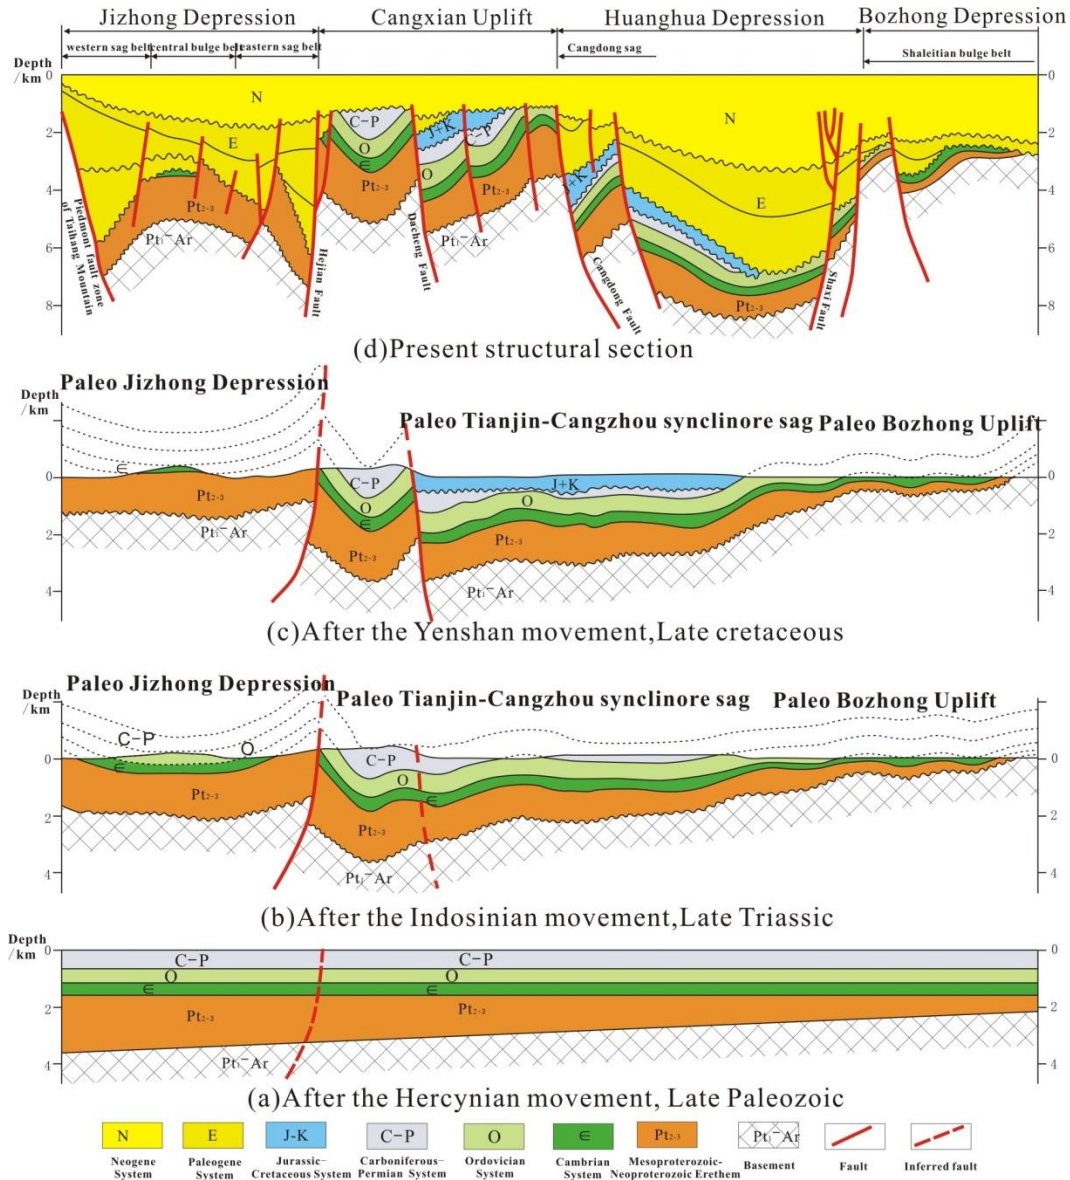 Jizhong Depression Cangxian Uplift Huanghua Depression Bozhong Depression
western sag belt central bulge belt eastern sag belt Cangdong sag Shaleitian bulge belt
Depth
/km
0 0
2 2
4 4
6 6
8 8
N N
E E
C-P J+K C-P J+K
O O
∈
Pt₂₋₃ Pt₂₋₃ Pt₂₋₃ Pt₂₋₃
Pt₁⁻Ar Pt₁⁻Ar
Piedmont fault zone
of Taihang Mountain
Hejian Fault
Dacheng Fault
Cangdong Fault
Shaxi Fault
(d)Present structural section
Paleo Jizhong Depression
Paleo Tianjin-Cangzhou synclinore sag Paleo Bozhong Uplift
Depth
/km
0 0
2 2
4 4
∈ C-P J+K
O O
∈
Pt₂₋₃ Pt₂₋₃ Pt₂₋₃
Pt₁⁻Ar Pt₁⁻Ar
(c)After the Yenshan movement,Late cretaceous
Paleo Jizhong Depression
Paleo Tianjin-Cangzhou synclinore sag Paleo Bozhong Uplift
Depth
/km
0 0
2 2
4 4
C-P O C-P
∈ O ∈
Pt₂₋₃ Pt₂₋₃
Pt₁⁻Ar
(b)After the Indosinian movement,Late Triassic
Depth
/km
0 0
2 2
4 4
C-P C-P
O O
∈ ∈
Pt₂₋₃ Pt₂₋₃
Pt₁⁻Ar
(a)After the Hercynian movement, Late Paleozoic
N E J-K C-P O ∈ Pt₂₋₃ Pt₁⁻Ar
Neogene
System
Paleogene
System
Jurassic-
Cretaceous System
Carboniferous-
Permian System
Ordovician
System
Cambrian
System
Mesoproterozoic-
Neoproterozoic Erethem
Basement
Fault
Inferred fault